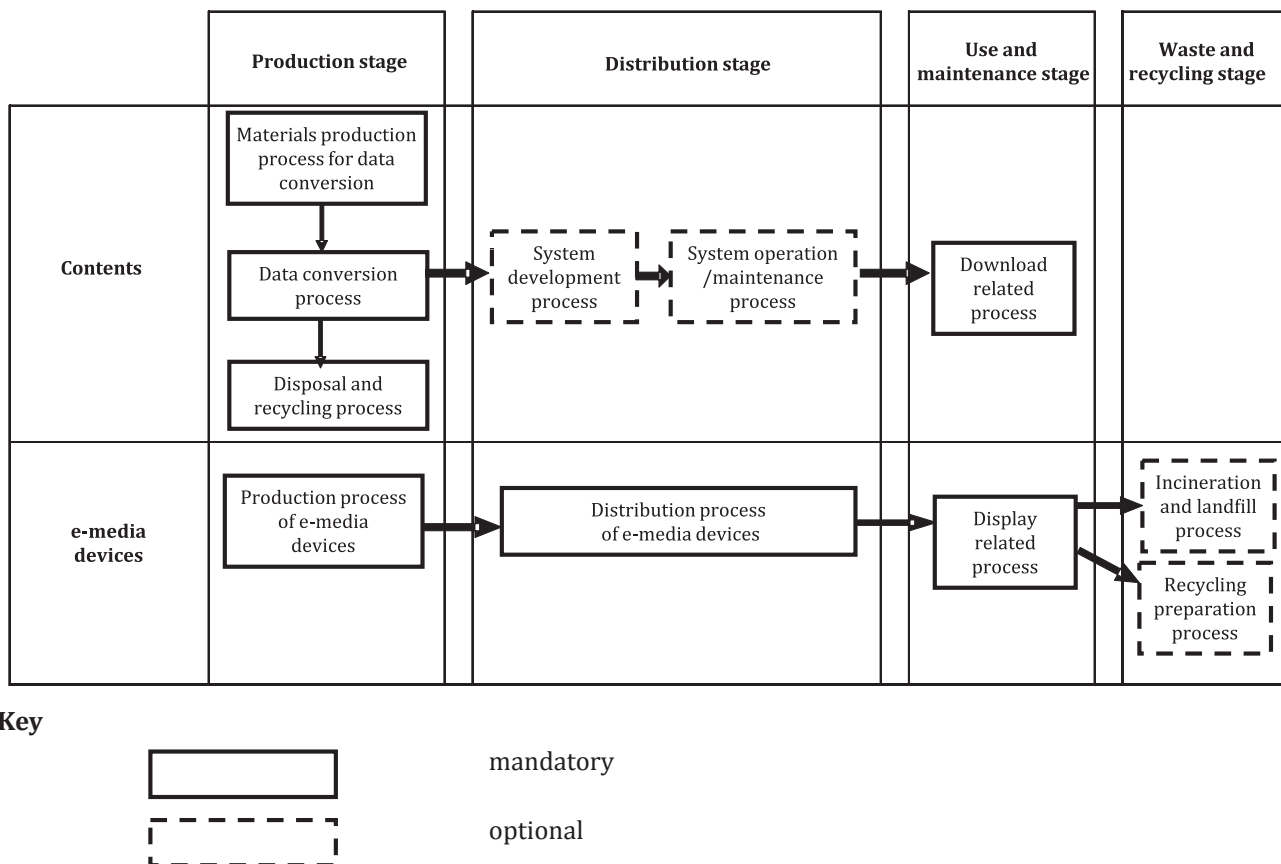 Production stage
Distribution stage
Use and
maintenance stage
Waste and
recycling stage
Contents
Materials production
process for data
conversion
Data conversion
process
Disposal and
recycling process
System
development
process
System operation
/maintenance
process
Download
related
process
e-media
devices
Production process
of e-media
devices
Distribution process
of e-media devices
Display
related
process
Incineration
and landfill
process
Recycling
preparation
process
Key
mandatory
optional